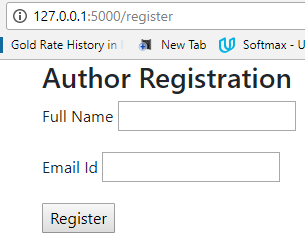 127.0.0.1:5000/register
Gold Rate History in New Tab Softmax - U
Author Registration
Full Name
Email Id
Register